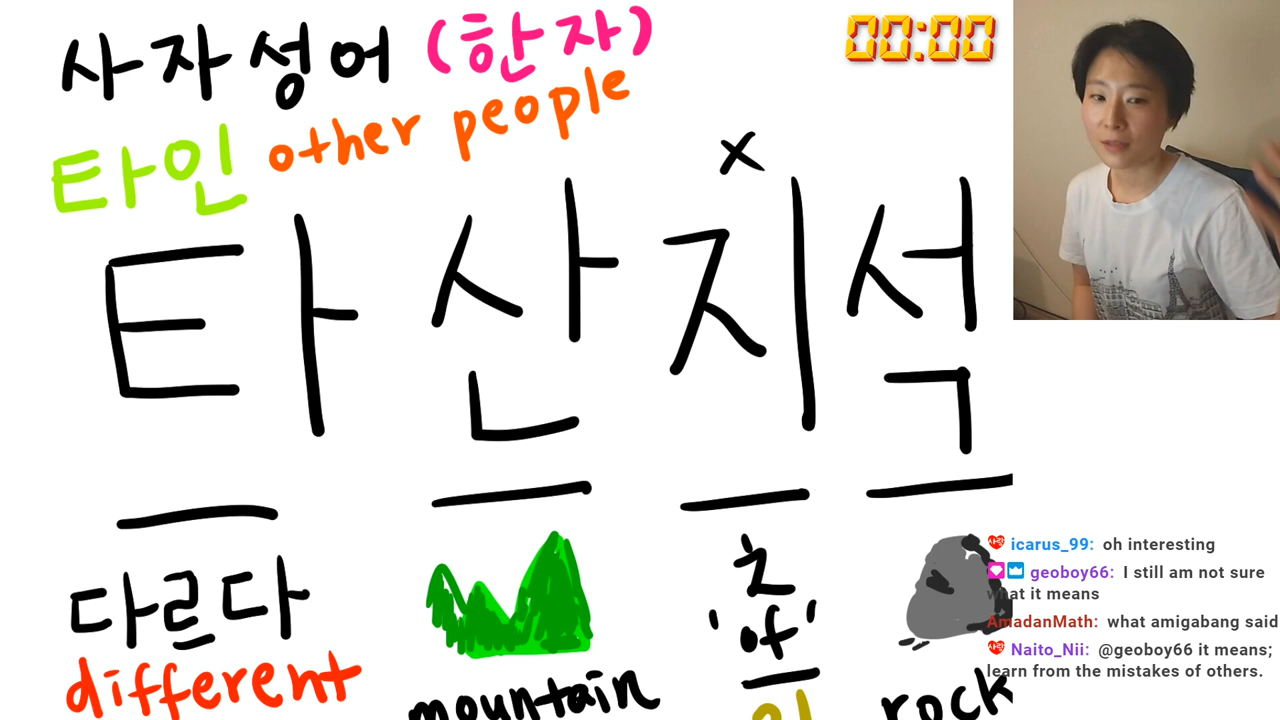 사자성어 (한자)
00:00
타인 other people
x
타 산 지 석
다르다
different
mountain
之
'of'
의
rock
icarus_99: oh interesting
geoboy66: I still am not sure
what it means
AmadanMath: what amigabang said
Naito_Nii: @geoboy66 it means;
learn from the mistakes of others.